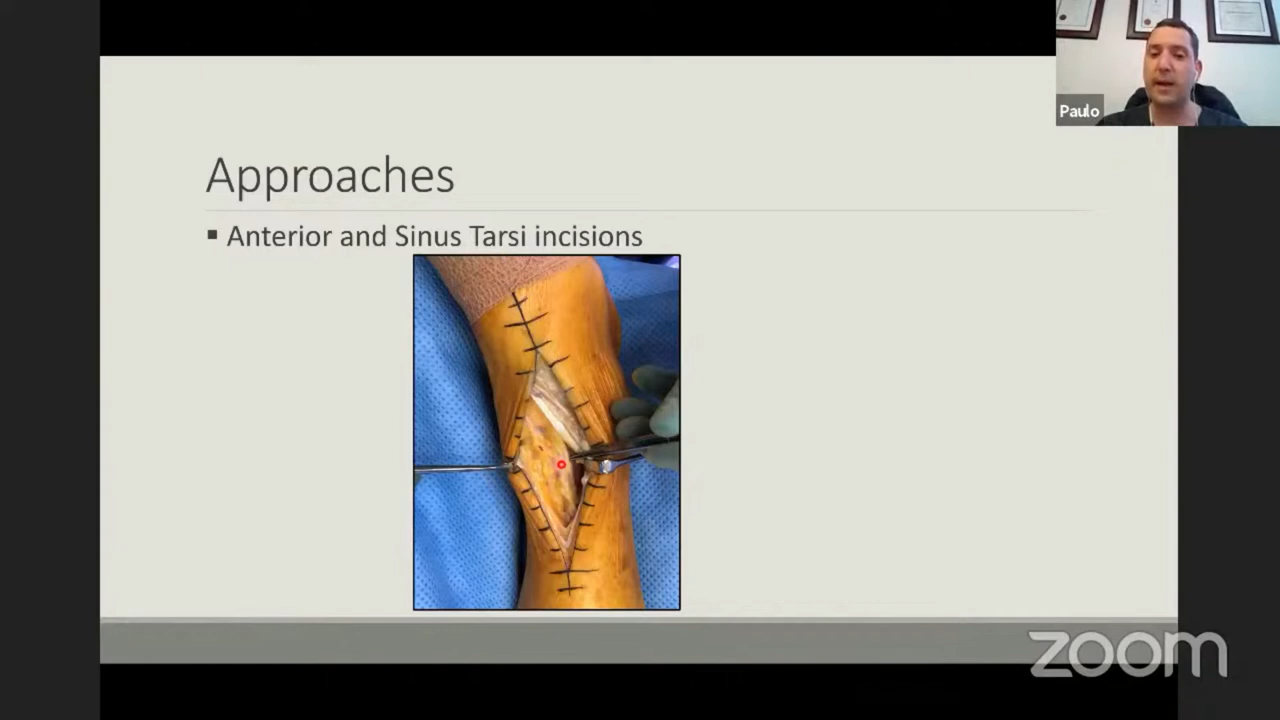 Paulo
Approaches
Anterior and Sinus Tarsi incisions
zoom